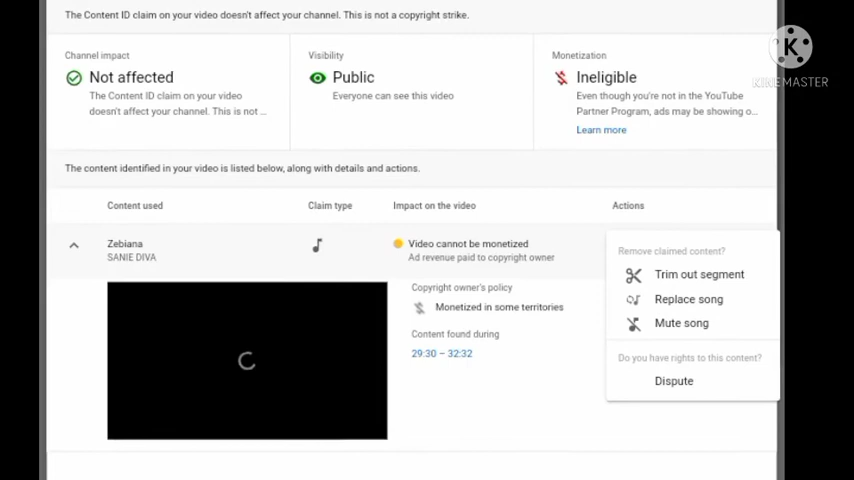 The Content ID claim on your video doesn't affect your channel. This is not a copyright strike.
Channel impact
Not affected
The Content ID claim on your video
doesn't affect your channel. This is not ...
Visibility
Public
Everyone can see this video
Monetization
Ineligible
Even though you're not in the YouTube
Partner Program, ads may be showing o...
Learn more
K
KINEMASTER
The content identified in your video is listed below, along with details and actions.
Content used
Claim type
Impact on the video
Actions
Zebiana
SANIE DIVA
Video cannot be monetized
Ad revenue paid to copyright owner
Copyright owner's policy
Monetized in some territories
Content found during
29:30 – 32:32
Remove claimed content?
Trim out segment
Replace song
Mute song
Do you have rights to this content?
Dispute